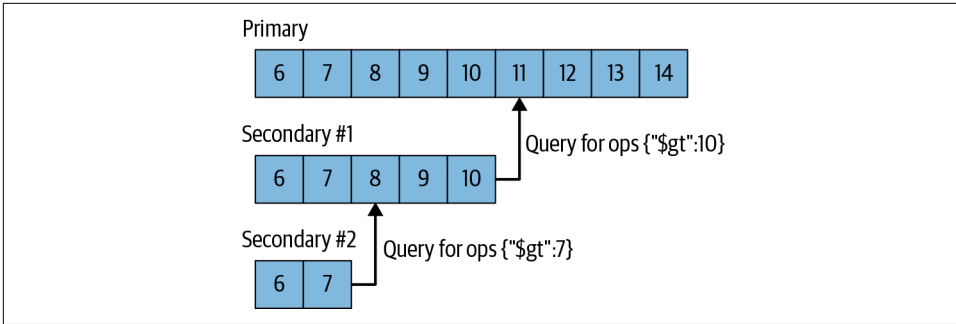 Primary
6 7 8 9 10 11 12 13 14
Secondary #1
Query for ops {"$gt":10}
6 7 8 9 10
Secondary #2
Query for ops {"$gt":7}
6 7